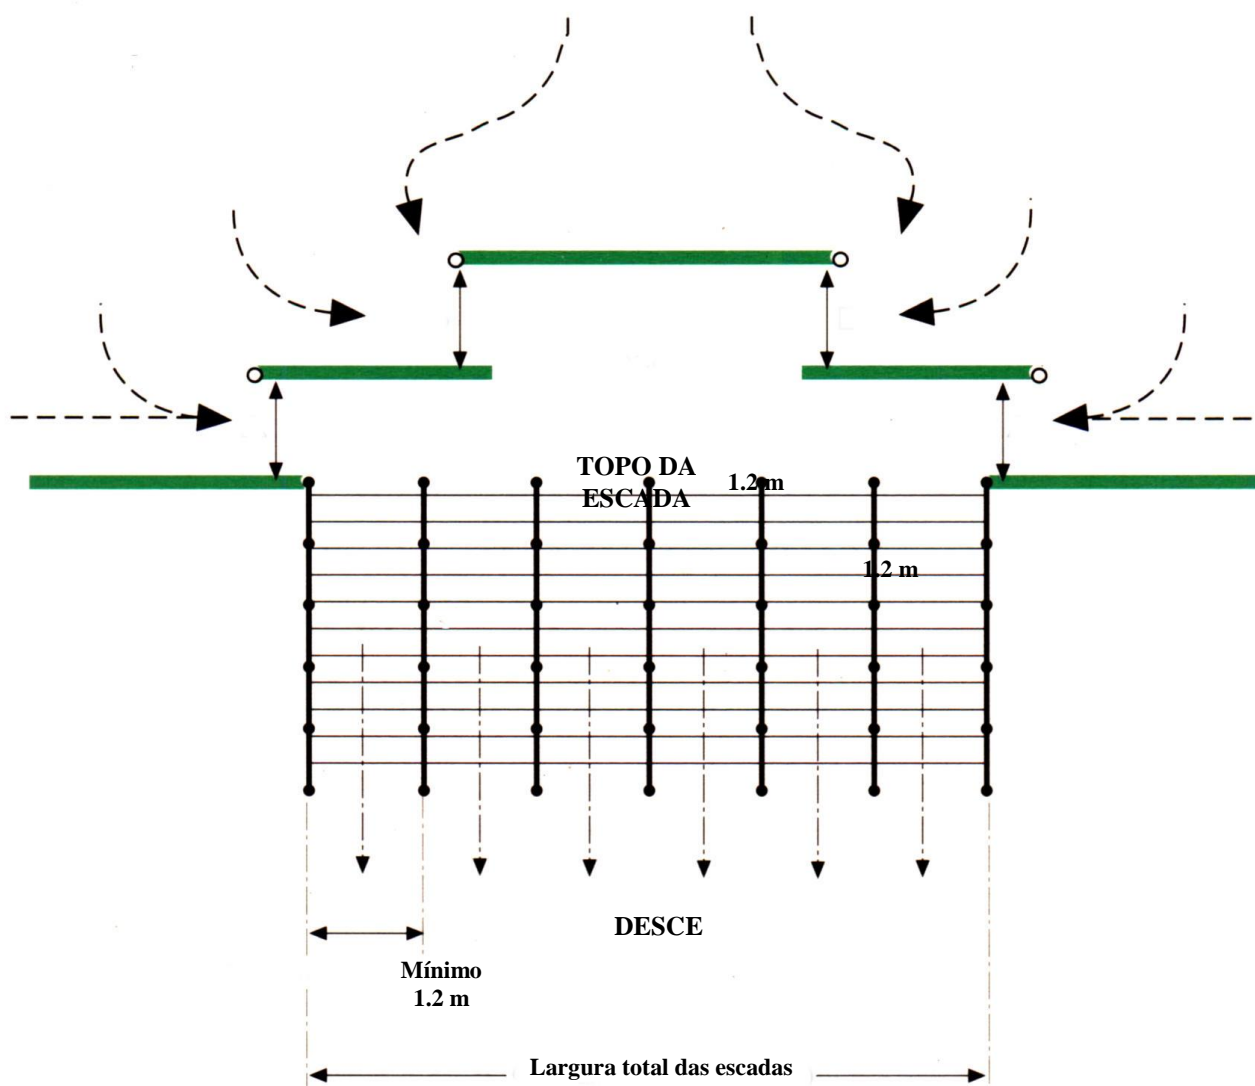 TOPO DA
ESCADA
1.2 m
1.2 m
DESCE
Mínimo
1.2 m
Largura total das escadas